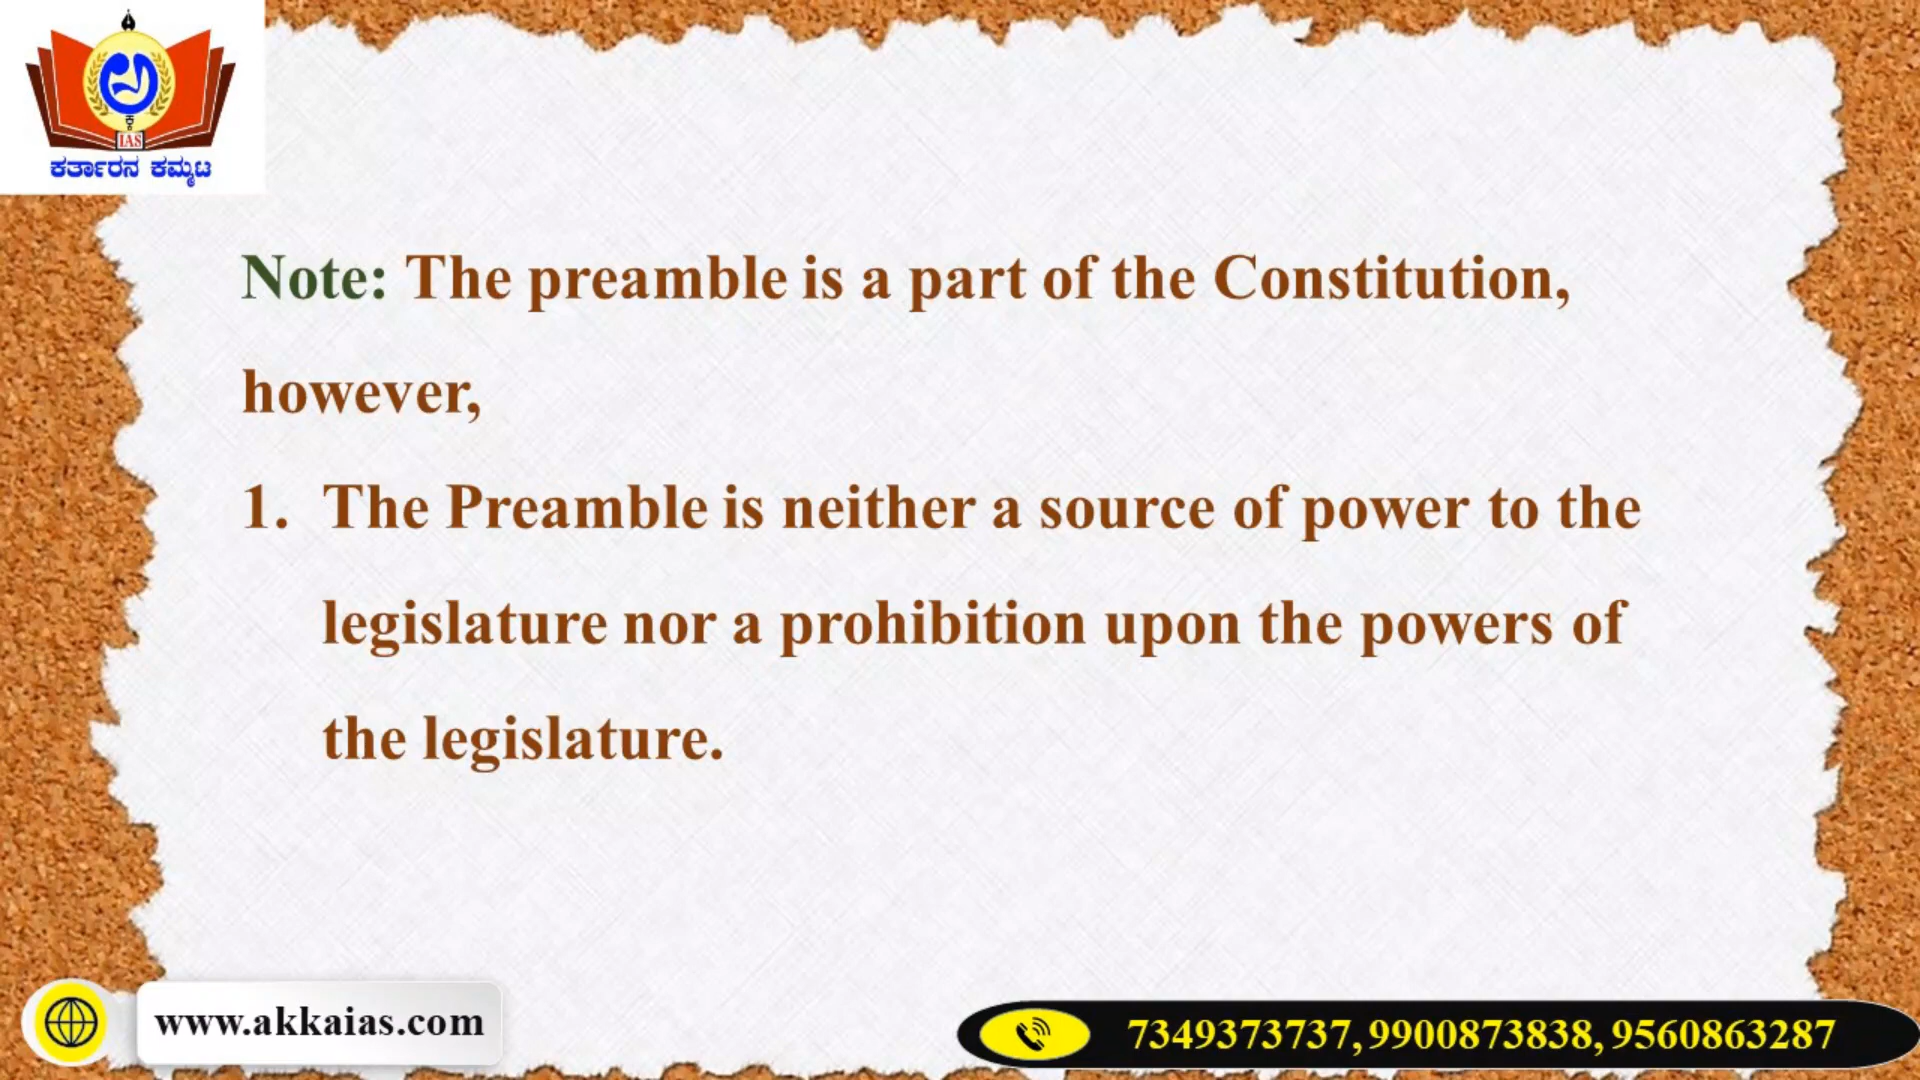 ಅ
ಕ್ಕ
IAS
ಕರ್ತಾರನ ಕಮ್ಮಟ
Note: The preamble is a part of the Constitution,
however,
1. The Preamble is neither a source of power to the
legislature nor a prohibition upon the powers of
the legislature.
www.akkaias.com
7349373737, 9900873838, 9560863287